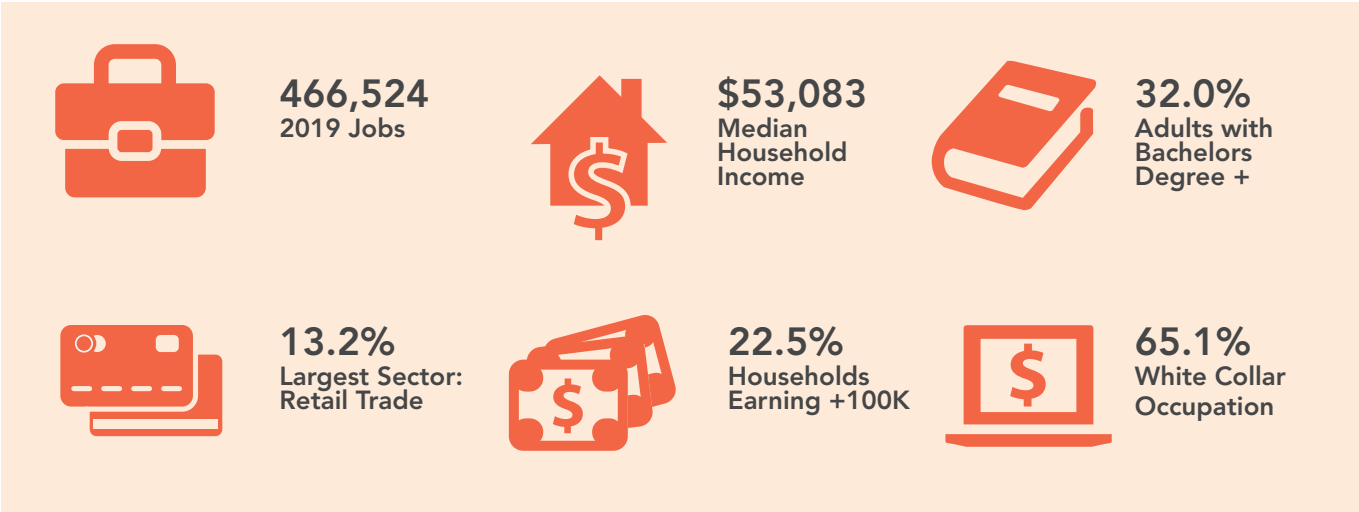 466,524
2019 Jobs
$53,083
Median
Household
Income
32.0%
Adults with
Bachelors
Degree +
13.2%
Largest Sector:
Retail Trade
22.5%
Households
Earning +100K
65.1%
White Collar
Occupation
$
$
$